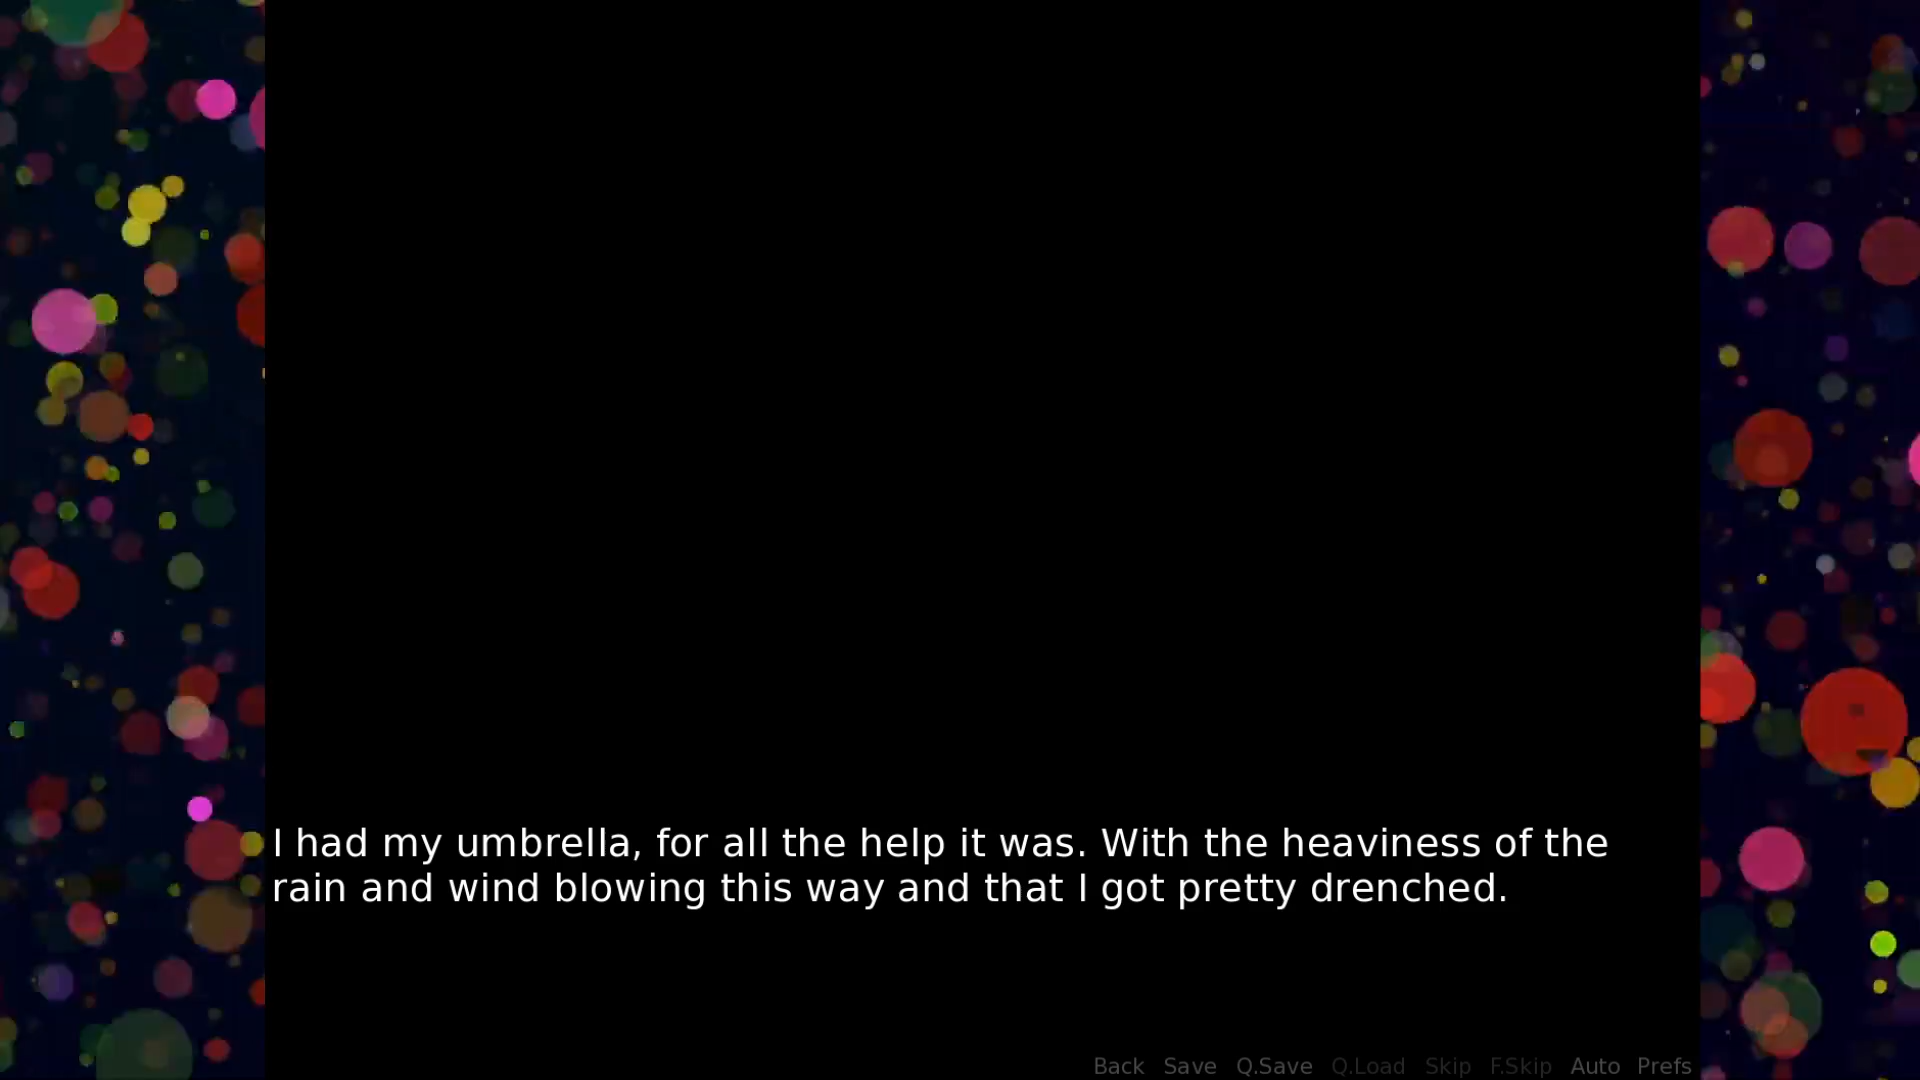 I had my umbrella, for all the help it was. With the heaviness of the
rain and wind blowing this way and that I got pretty drenched.
Back Save Q.Save Q.Load Skip F.Skip Auto Prefs